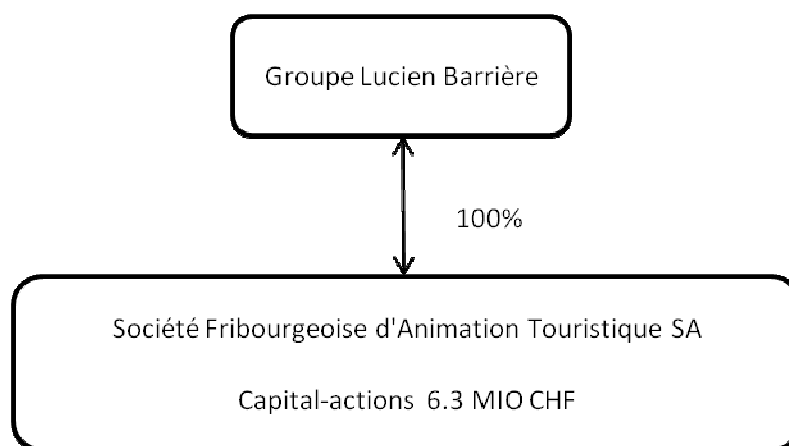 Groupe Lucien Barrière
100%
Société Fribourgeoise d'Animation Touristique SA
Capital-actions 6.3 MIO CHF